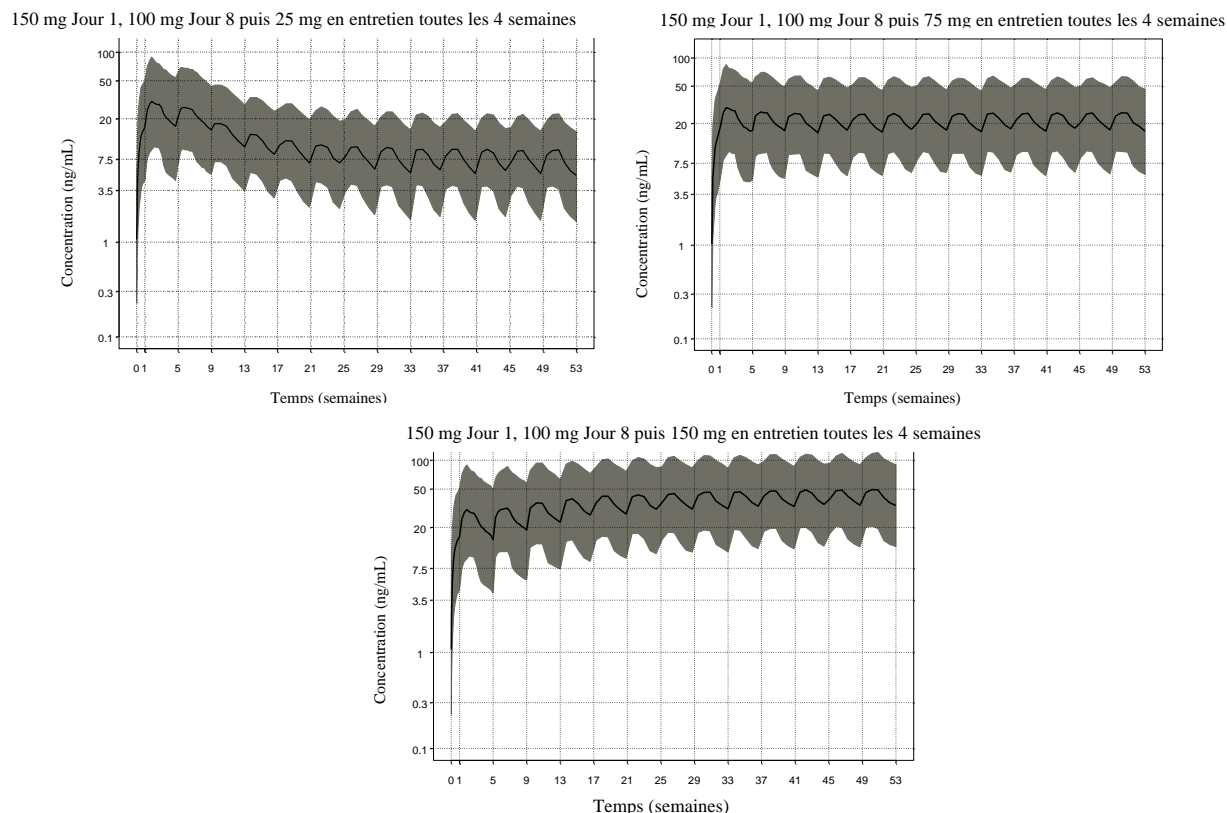 150 mg Jour 1, 100 mg Jour 8 puis 25 mg en entretien toutes les 4 semaines
Concentration (ng/mL)
100
50
20
7.5
3.5
1
0.3
0.1
0 1 5 9 13 17 21 25 29 33 37 41 45 49 53
Temps (semaines)
150 mg Jour 1, 100 mg Jour 8 puis 75 mg en entretien toutes les 4 semaines
Concentration (ng/mL)
100
50
20
7.5
3.5
1
0.3
0.1
0 1 5 9 13 17 21 25 29 33 37 41 45 49 53
Temps (semaines)
150 mg Jour 1, 100 mg Jour 8 puis 150 mg en entretien toutes les 4 semaines
Concentration (ng/mL)
100
50
20
7.5
3.5
1
0.3
0.1
0 1 5 9 13 17 21 25 29 33 37 41 45 49 53
Temps (semaines)